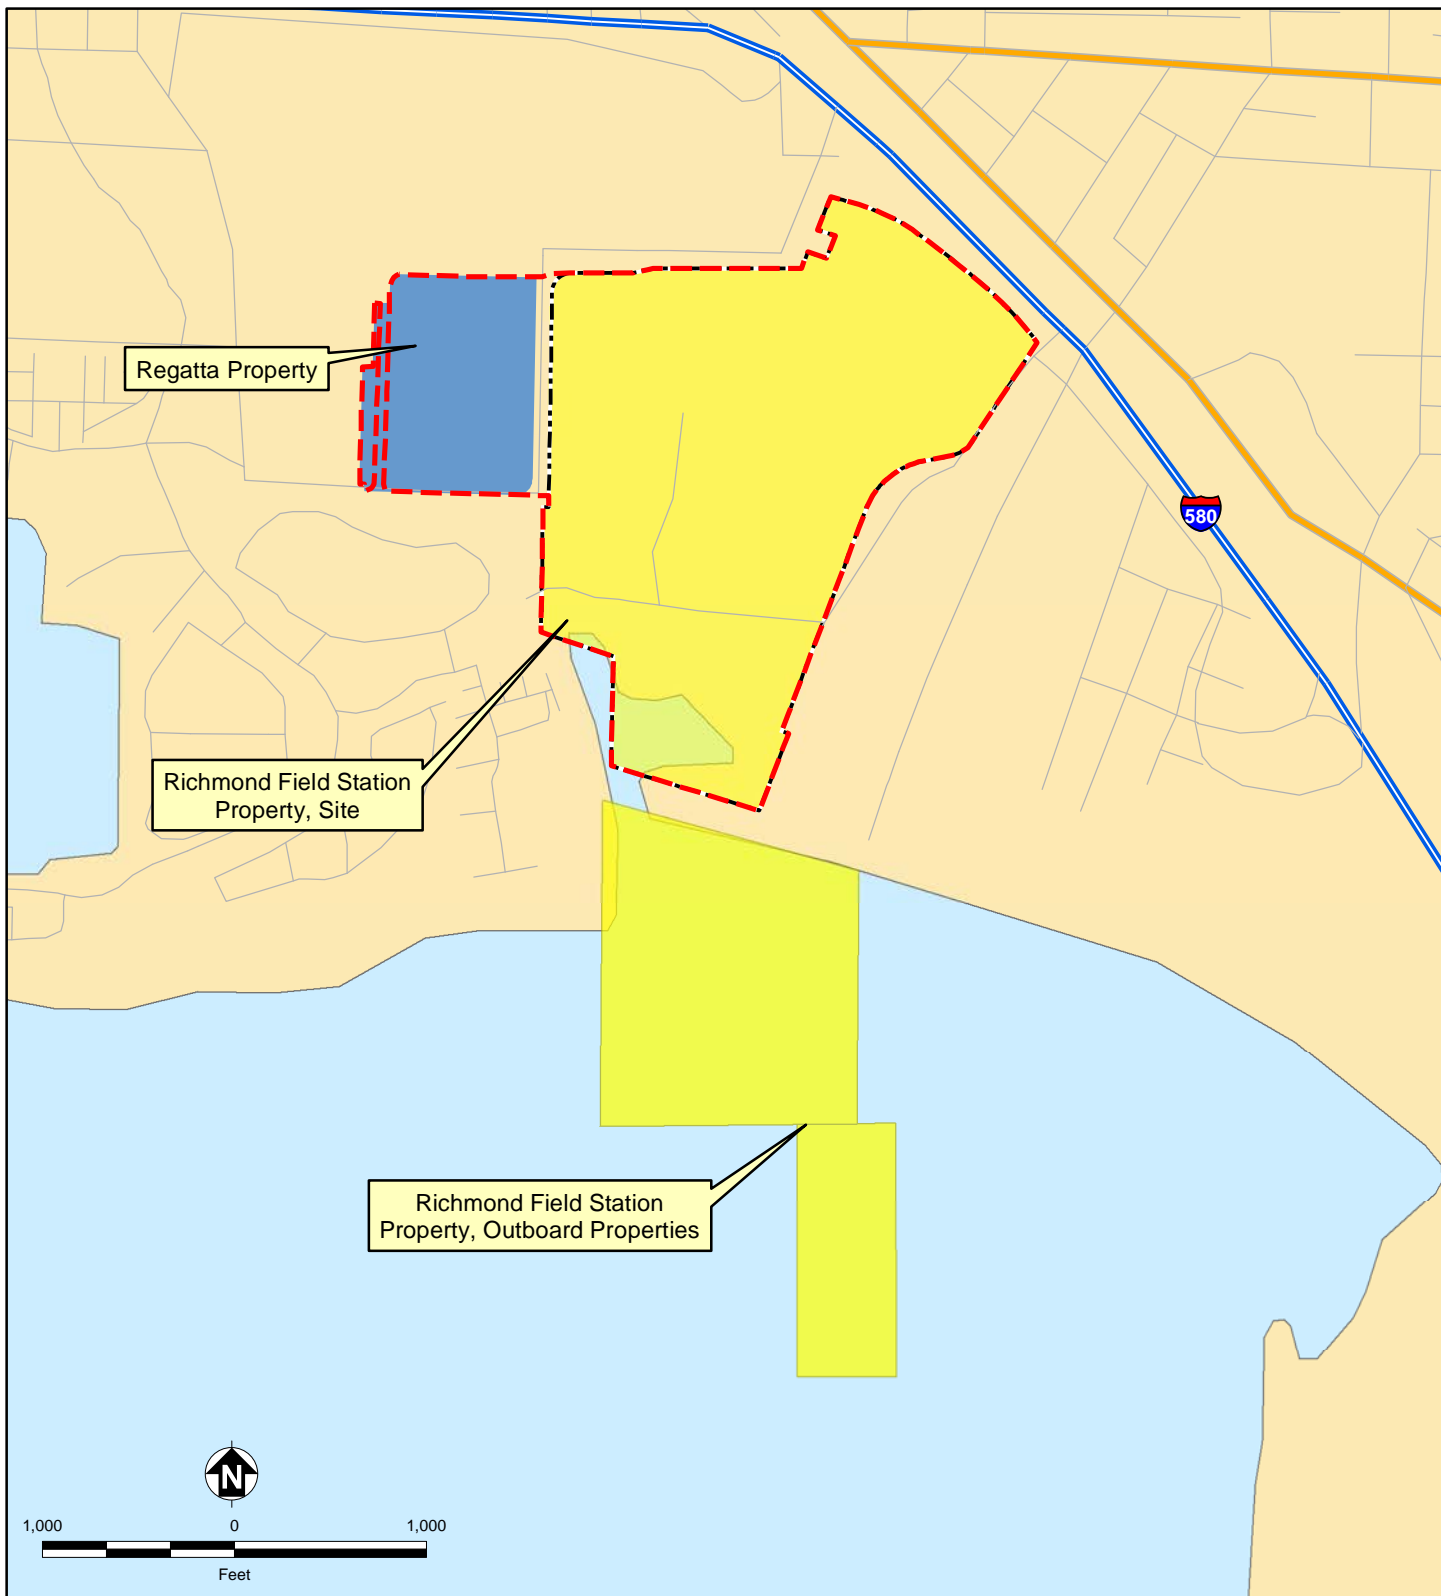 580
Regatta Property
Richmond Field Station
Property, Site
Richmond Field Station
Property, Outboard Properties
N
1,000 0 1,000
Feet